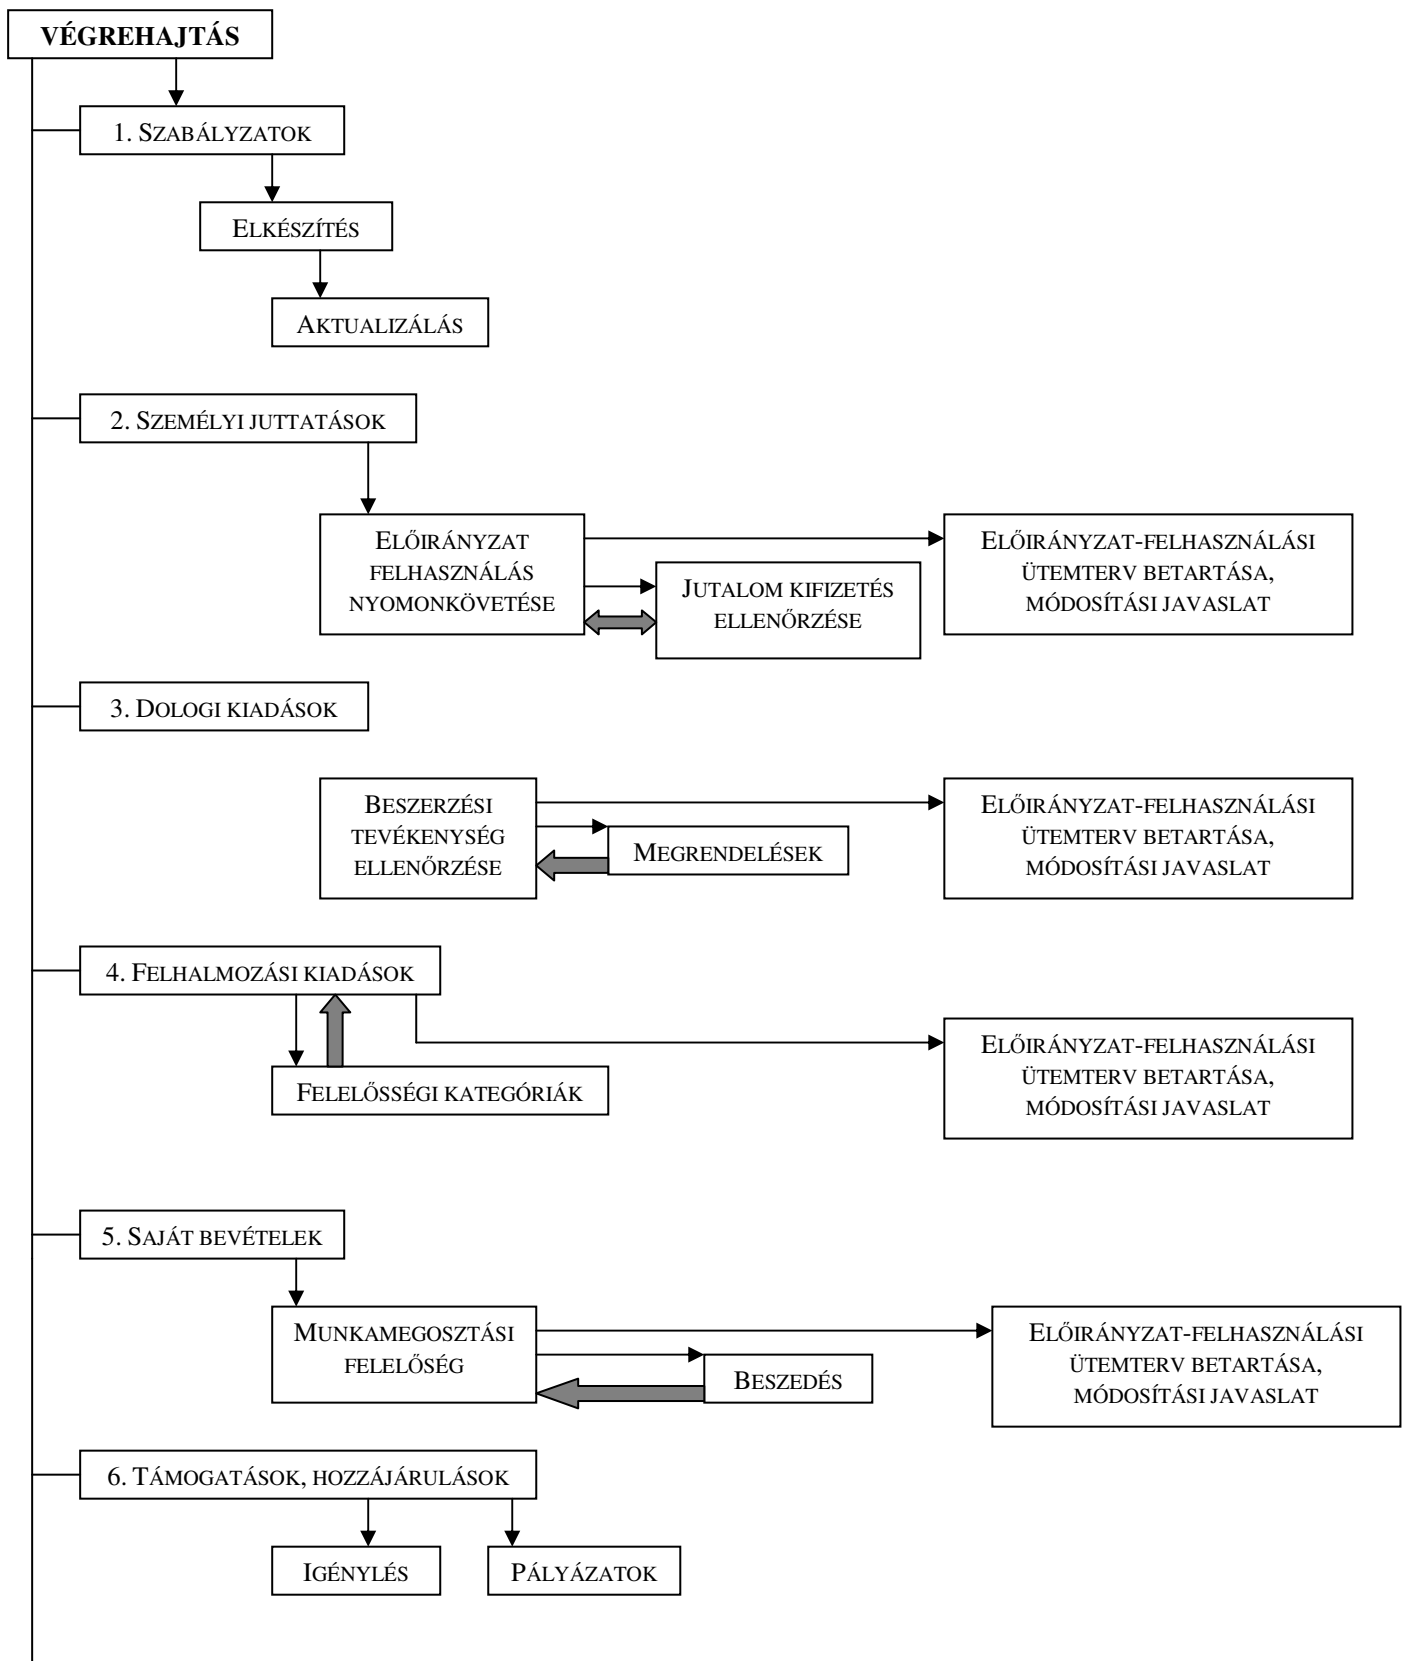 VÉGREHAJTÁS
1. SZABÁLYZATOK
ELKÉSZÍTÉS
AKTUALIZÁLÁS
2. SZEMÉLYI JUTTATÁSOK
ELŐIRÁNYZAT
FELHASZNÁLÁS
NYOMONKÖVETÉSE
JUTALOM KIFIZETÉS
ELLENŐRZÉSE
ELŐIRÁNYZAT-FELHASZNÁLÁSI
ÜTEMTERV BETARTÁSA,
MÓDOSÍTÁSI JAVASLAT
3. DOLOGI KIADÁSOK
BESZERZÉSI
TEVÉKENYSÉG
ELLENŐRZÉSE
MEGRENDELÉSEK
ELŐIRÁNYZAT-FELHASZNÁLÁSI
ÜTEMTERV BETARTÁSA,
MÓDOSÍTÁSI JAVASLAT
4. FELHALMOZÁSI KIADÁSOK
FELELŐSSÉGI KATEGÓRIÁK
ELŐIRÁNYZAT-FELHASZNÁLÁSI
ÜTEMTERV BETARTÁSA,
MÓDOSÍTÁSI JAVASLAT
5. SAJÁT BEVÉTELEK
MUNKAMEGOSZTÁSI
FELELŐSÉG
BESZEDÉS
ELŐIRÁNYZAT-FELHASZNÁLÁSI
ÜTEMTERV BETARTÁSA,
MÓDOSÍTÁSI JAVASLAT
6. TÁMOGATÁSOK, HOZZÁJÁRULÁSOK
IGÉNYLÉS
PÁLYÁZATOK